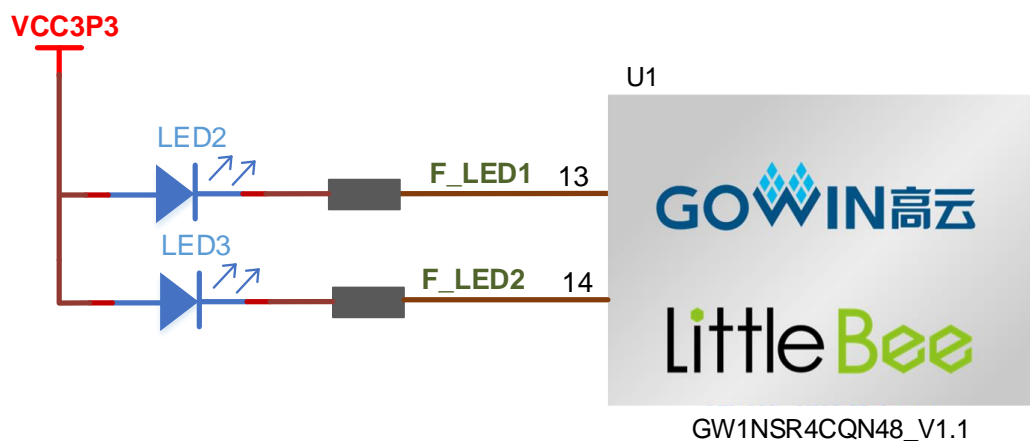 VCC3P3
U1
LED2
F_LED1 13
GOWIN高云
LED3
F_LED2 14
LittleBee
GW1NSR4CQN48_V1.1